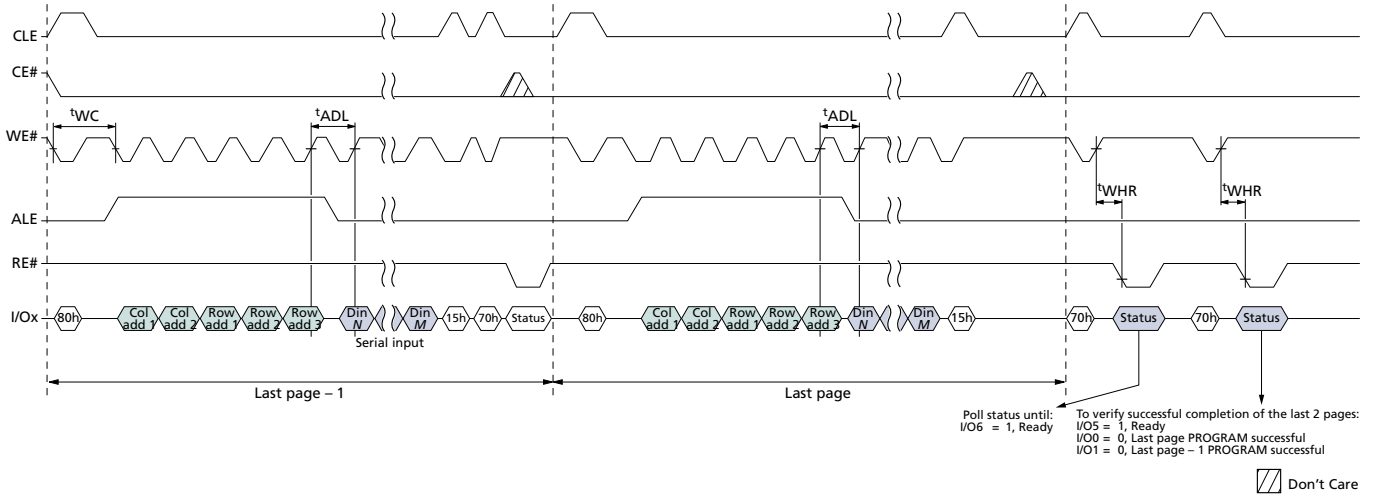 CLE
CE#
tWC
tADL
tADL
WE#
tWHR
tWHR
ALE
RE#
I/Ox
80h
Col add 1
Col add 2
Row add 1
Row add 2
Row add 3
Din N
Din M
15h
70h
Status
80h
Col add 1
Col add 2
Row add 1
Row add 2
Row add 3
Din N
Din M
15h
70h
Status
70h
Status
Serial input
Last page – 1
Last page
Poll status until:
I/O6 = 1, Ready
To verify successful completion of the last 2 pages:
I/O5 = 1, Ready
I/O0 = 0, Last page PROGRAM successful
I/O1 = 0, Last page – 1 PROGRAM successful
Don't Care